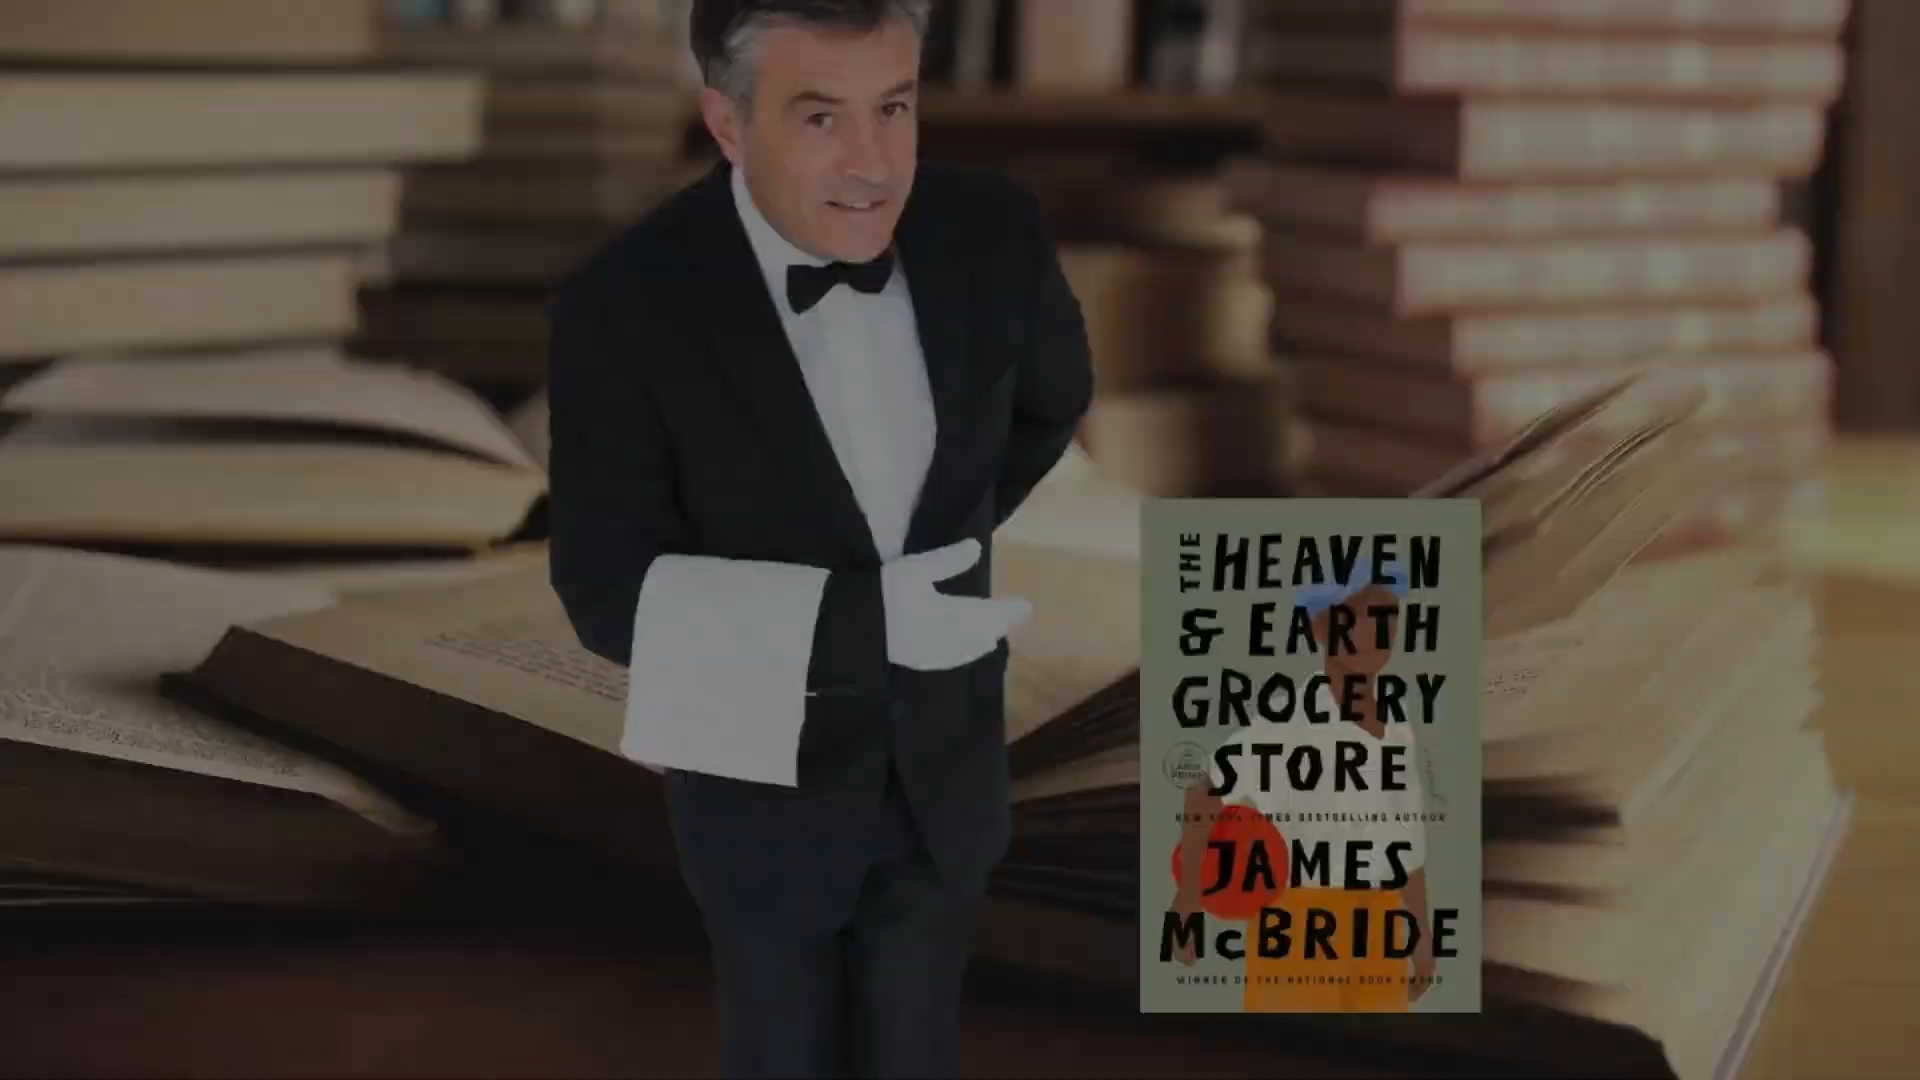 THE HEAVEN
& EARTH
GROCERY
STORE
NEW YORK TIMES BESTSELLING AUTHOR
JAMES
McBRIDE
WINNER OF THE NATIONAL BOOK AWARD